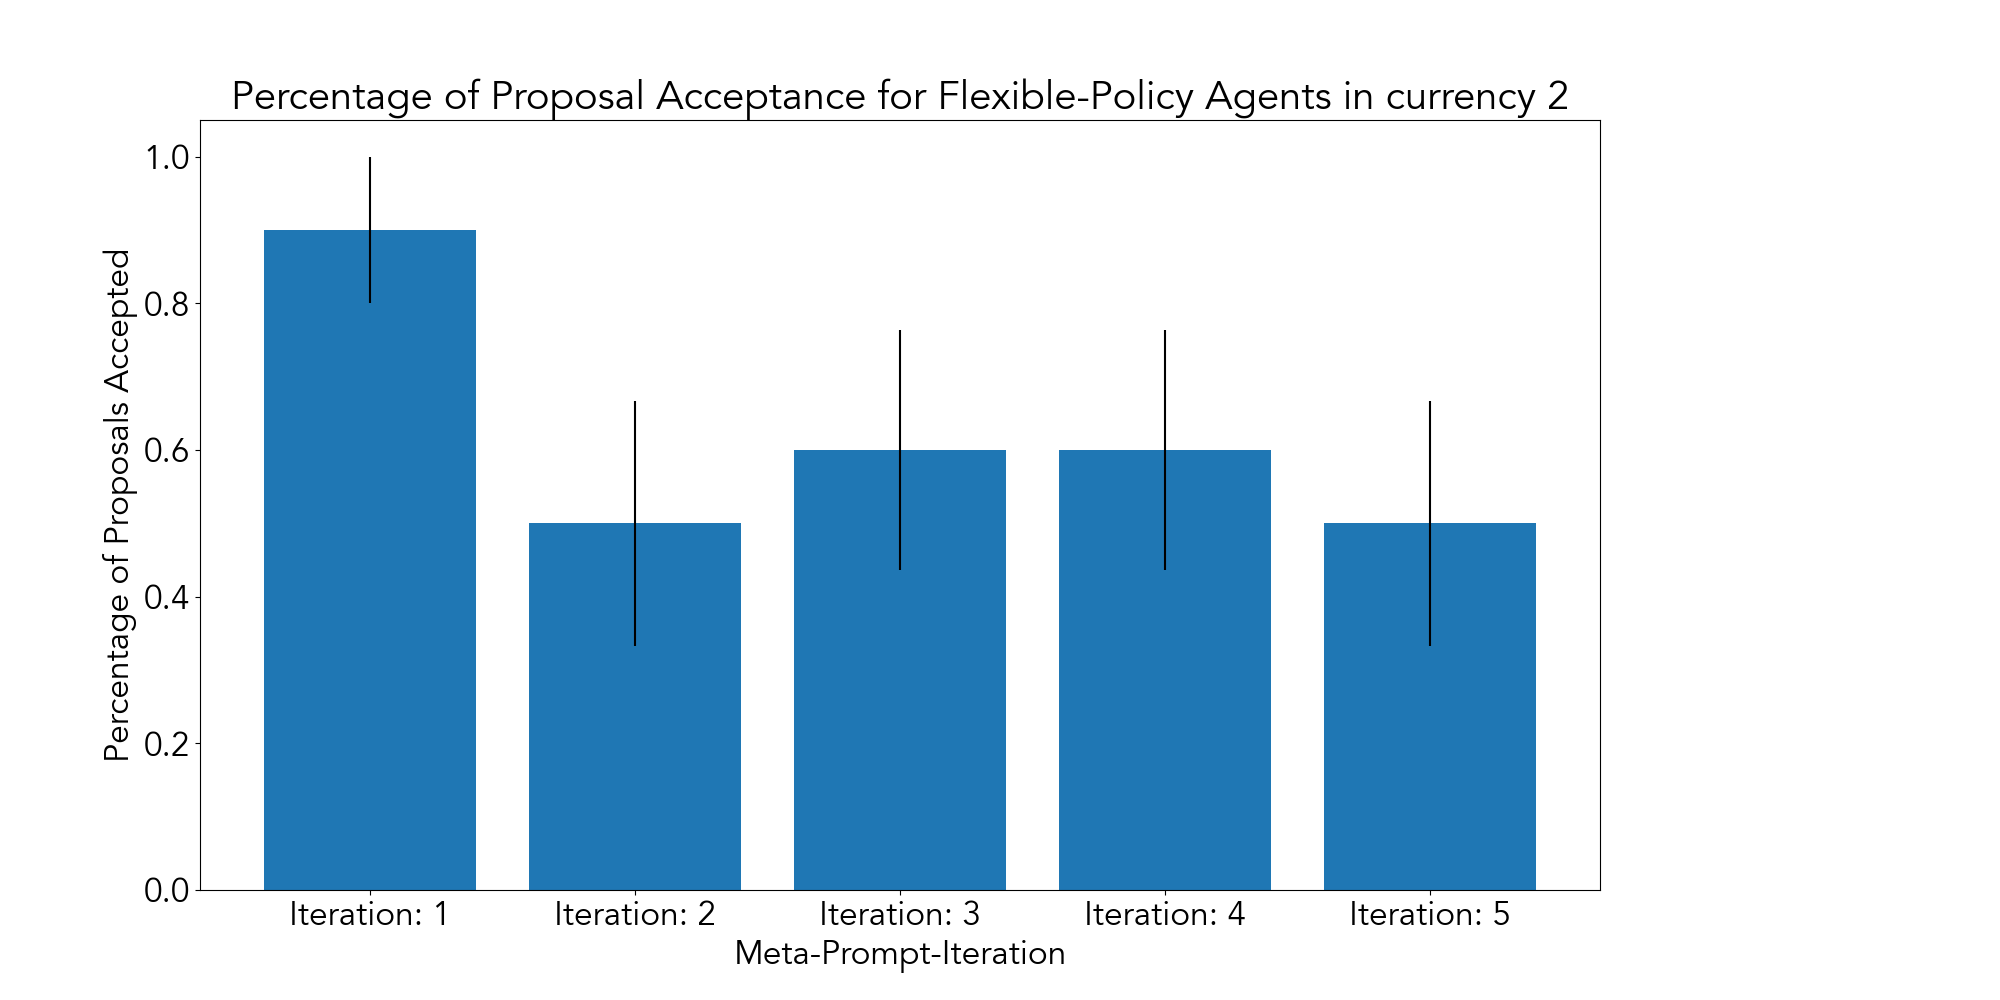 Percentage of Proposal Acceptance for Flexible-Policy Agents in currency 2
Percentage of Proposals Accepted
1.0
0.8
0.6
0.4
0.2
0.0
Iteration: 1
Iteration: 2
Iteration: 3
Iteration: 4
Iteration: 5
Meta-Prompt-Iteration